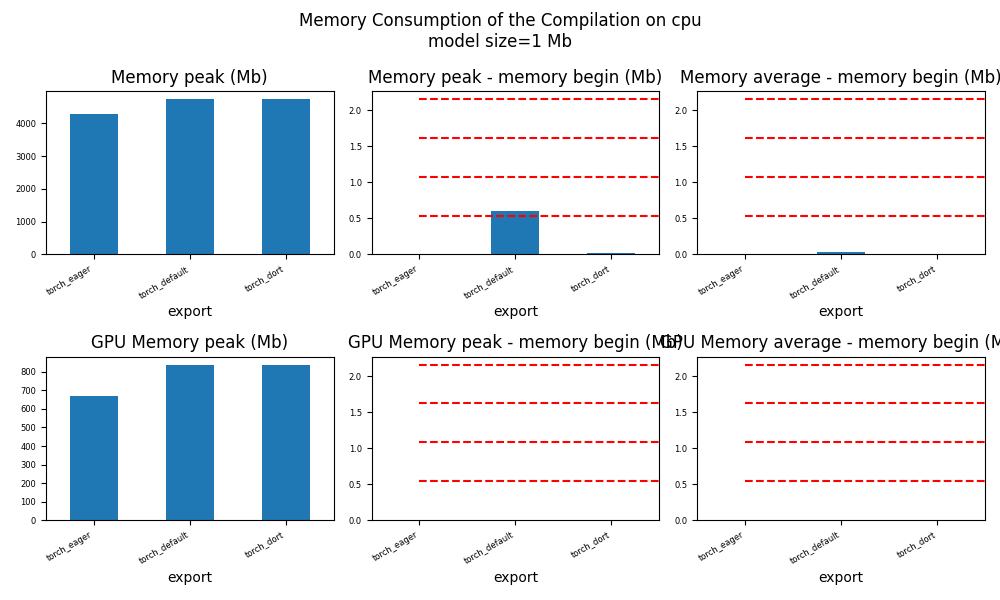 Memory Consumption of the Compilation on cpu
model size=1 Mb
Memory peak (Mb)
4000
3000
2000
1000
0
torch_eager
torch_default
torch_dort
export
Memory peak - memory begin (Mb)
2.0
1.5
1.0
0.5
0.0
torch_eager
torch_default
torch_dort
export
Memory average - memory begin (Mb)
2.0
1.5
1.0
0.5
0.0
torch_eager
torch_default
torch_dort
export
GPU Memory peak (Mb)
800
700
600
500
400
300
200
100
0
torch_eager
torch_default
torch_dort
export
GPU Memory peak - memory begin (Mb)
2.0
1.5
1.0
0.5
0.0
torch_eager
torch_default
torch_dort
export
GPU Memory average - memory begin (M
2.0
1.5
1.0
0.5
0.0
torch_eager
torch_default
torch_dort
export